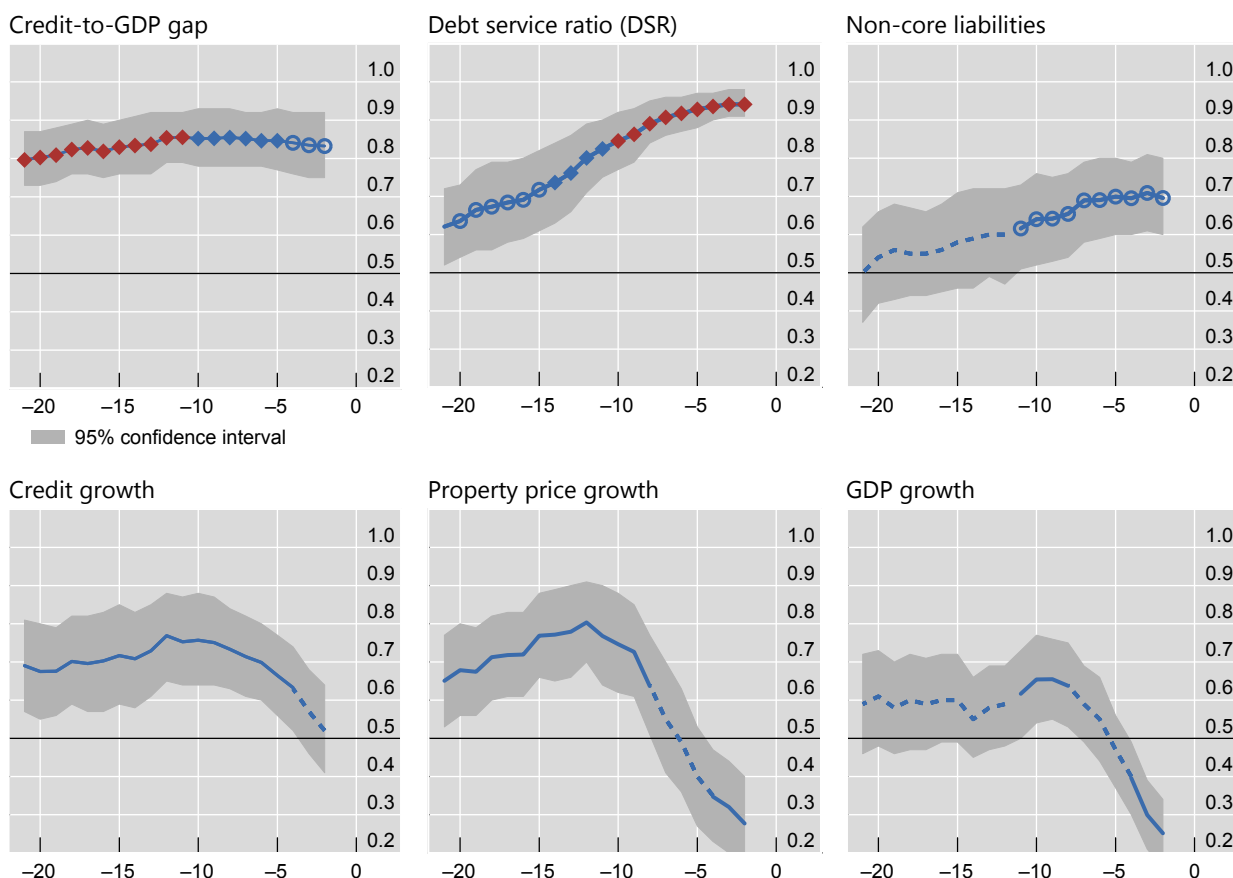 Credit-to-GDP gap
Debt service ratio (DSR)
Non-core liabilities
1.0 1.0 1.0
0.9 0.9 0.9
0.8 0.8 0.8
0.7 0.7 0.7
0.6 0.6 0.6
0.5 0.5 0.5
0.4 0.4 0.4
0.3 0.3 0.3
0.2 0.2 0.2
–20 –15 –10 –5 0 –20 –15 –10 –5 0 –20 –15 –10 –5 0
95% confidence interval
Credit growth
Property price growth
GDP growth
1.0 1.0 1.0
0.9 0.9 0.9
0.8 0.8 0.8
0.7 0.7 0.7
0.6 0.6 0.6
0.5 0.5 0.5
0.4 0.4 0.4
0.3 0.3 0.3
0.2 0.2 0.2
–20 –15 –10 –5 0 –20 –15 –10 –5 0 –20 –15 –10 –5 0